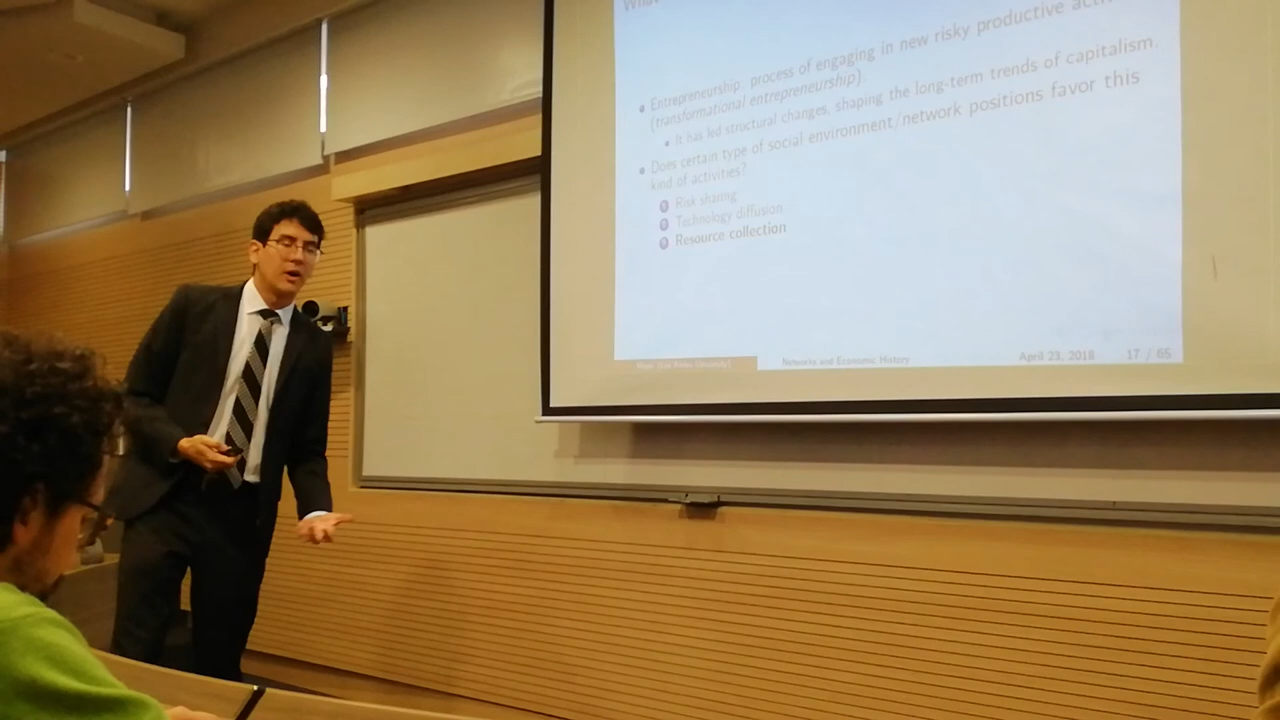 Entrepreneurship: process of engaging in new risky productive
(transformational entrepreneurship).
It has led structural changes, shaping the long-term trends of capitalism.
Does certain type of social environment/network positions favor this
kind of activities?
Risk sharing
Technology diffusion
Resource collection
Networks and Economic History
April 23, 2018
17 / 65